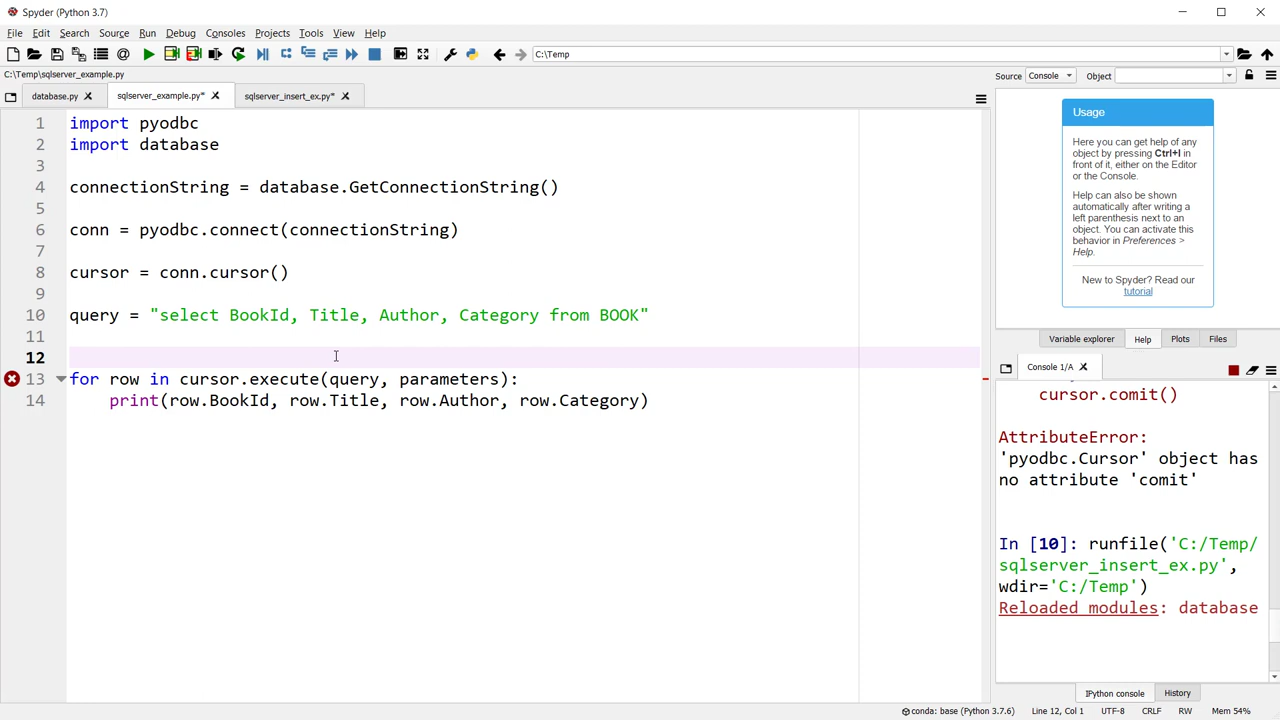 Spyder (Python 3.7)
File Edit Search Source Run Debug Consoles Projects Tools View Help
C:\Temp
C:\Temp\sqlserver_example.py
Source Console Object
database.py sqlserver_example.py* sqlserver_insert_ex.py*
1 import pyodbc
2 import database
3
4 connectionString = database.GetConnectionString()
5
6 conn = pyodbc.connect(connectionString)
7
8 cursor = conn.cursor()
9
10 query = "select BookId, Title, Author, Category from BOOK"
11
12
13 for row in cursor.execute(query, parameters):
14 print(row.BookId, row.Title, row.Author, row.Category)
Usage
Here you can get help of any
object by pressing Ctrl+I in
front of it, either on the Editor
or the Console.
Help can also be shown
automatically after writing a
left parenthesis next to an
object. You can activate this
behavior in Preferences >
Help.
New to Spyder? Read our
tutorial
Variable explorer Help Plots Files
Console 1/A
cursor.comit()
AttributeError:
'pyodbc.Cursor' object has
no attribute 'comit'
In [10]: runfile('C:/Temp/
sqlserver_insert_ex.py',
wdir='C:/Temp')
Reloaded modules: database
IPython console History
conda: base (Python 3.7.6) Line 12, Col 1 UTF-8 CRLF RW Mem 54%